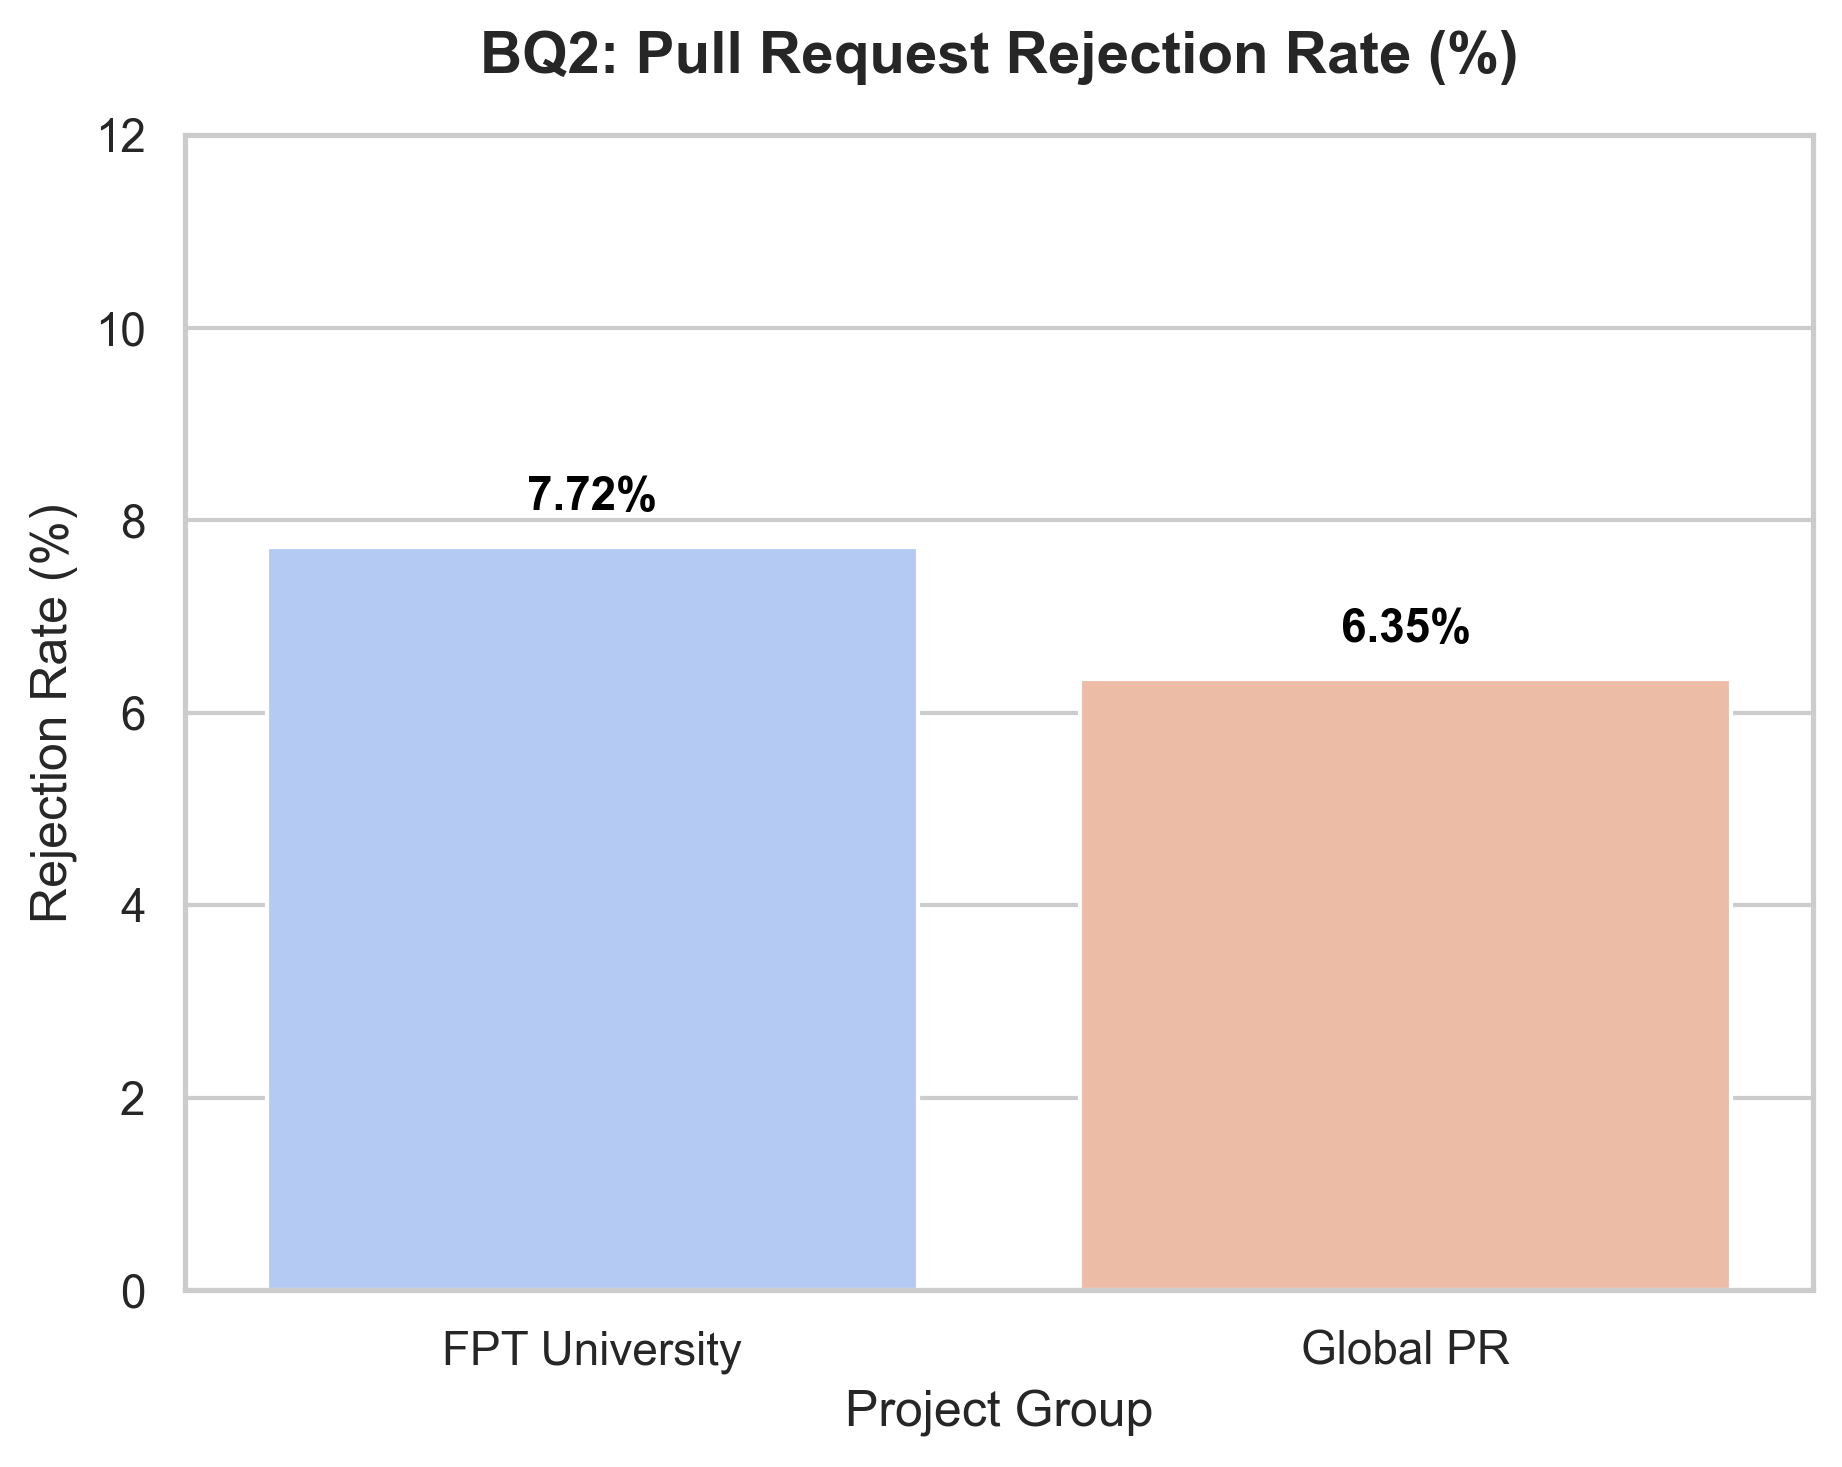 BQ2: Pull Request Rejection Rate (%)
12
10
8
6
4
2
0
Rejection Rate (%)
7.72%
6.35%
FPT University
Global PR
Project Group